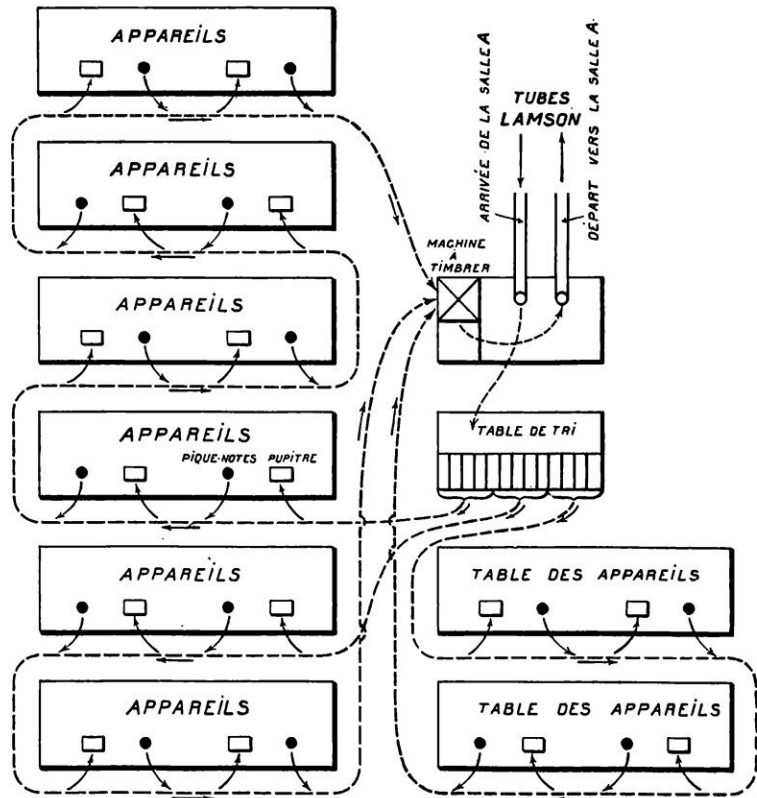 APPAREILS
APPAREILS
APPAREILS
APPAREILS
PIQUE-NOTES PUPITRE
APPAREILS
APPAREILS
ARRIVÉE DE LA SALLE A
TUBES
LAMSON
DÉPART VERS LA SALLE A.
MACHINE
A
TIMBRER
TABLE DE TRI
TABLE DES APPAREILS
TABLE DES APPAREILS